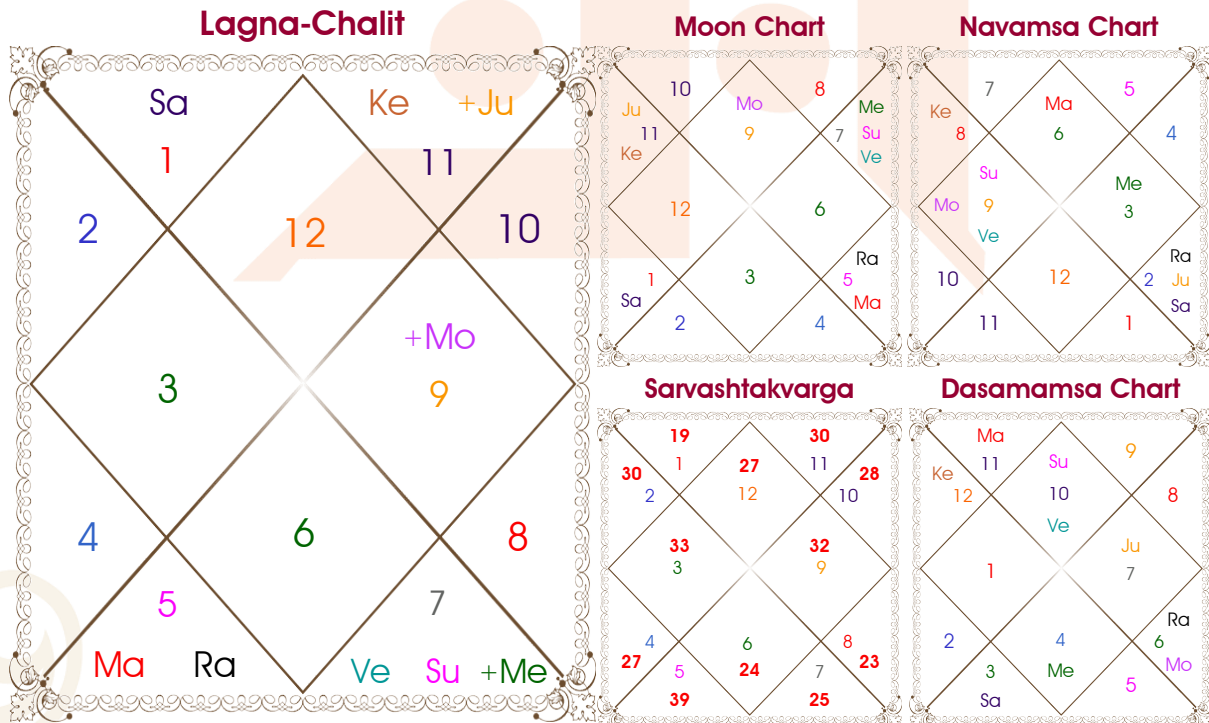 Lagna-Chalit
Sa
Ke +Ju
1
11
2
12
10
+Mo
3
9
4
6
8
5
7
Ma Ra
Ve Su +Me
Moon Chart
10
8
Ju
Mo
Me
11
9
7
Su
Ke
Ve
12
6
Ra
1
3
5
Sa
Ma
2
4
Navamsa Chart
7
5
Ke
Ma
8
6
4
Su
Me
Mo
9
3
Ve
Ra
10
12
2
Ju
Sa
11
1
Sarvashtakvarga
19
30
1
27
11
30
28
2
12
10
33
32
3
9
4
6
8
27
5
24
7
23
39
25
Dasamamsa Chart
Ma
9
11
Su
Ke
12
10
8
Ve
Ju
1
7
Ra
2
4
6
3
Me
Mo
5
Sa